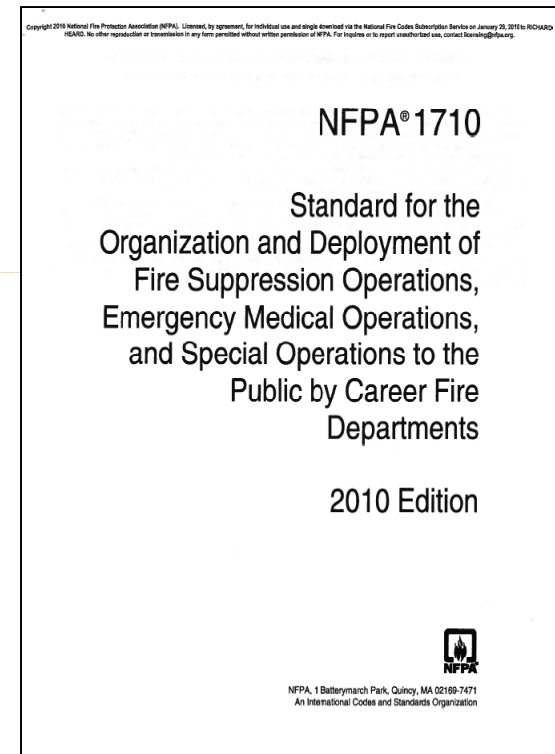 Copyright 2010 National Fire Protection Association (NFPA). Licensed, by agreement, for individual use and single download via the National Fire Codes Subscription Service on January 29, 2010 to RICHARD
HEARD. No other reproduction or transmission in any form permitted without written permission of NFPA. For inquires or to report unauthorized use, contact licensing@nfpa.org.
NFPA® 1710
Standard for the
Organization and Deployment of
Fire Suppression Operations,
Emergency Medical Operations,
and Special Operations to the
Public by Career Fire
Departments
2010 Edition
NFPA
NFPA, 1 Batterymarch Park, Quincy, MA 02169-7471
An International Codes and Standards Organization